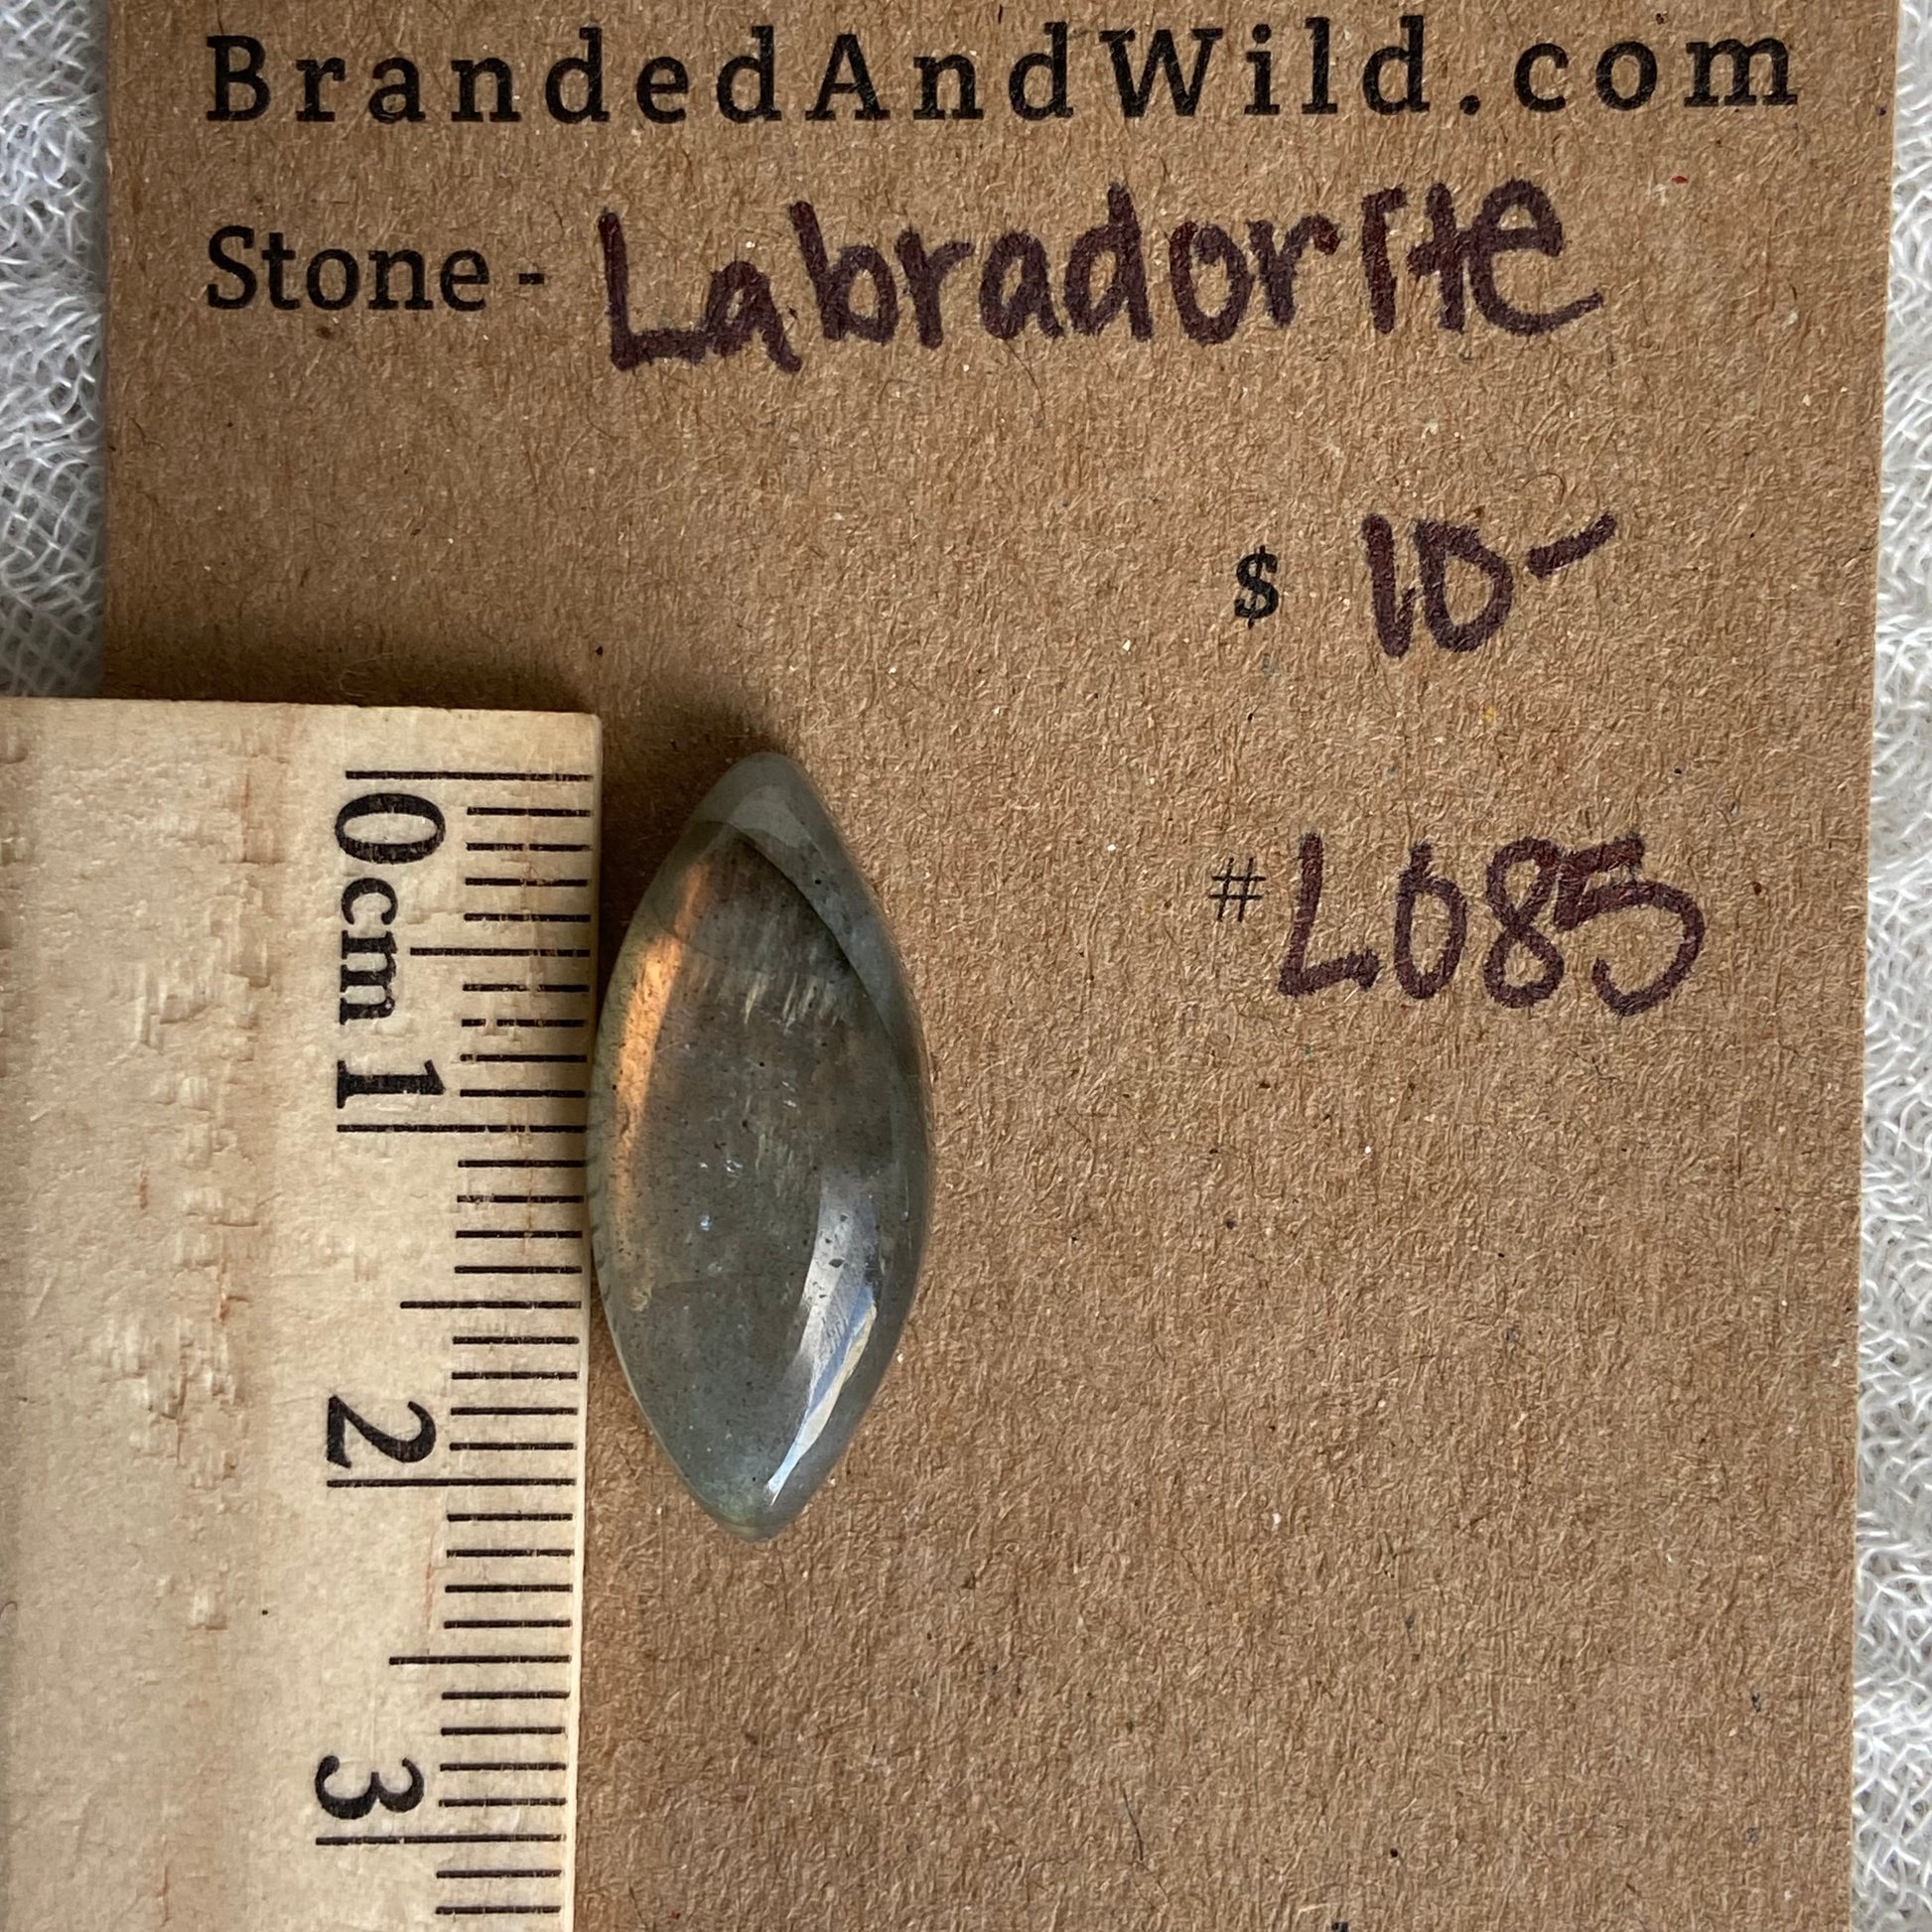 BrandedAndWild.com
Stone - Labradorite
$ 10-
# L085
0cm 1 2 3